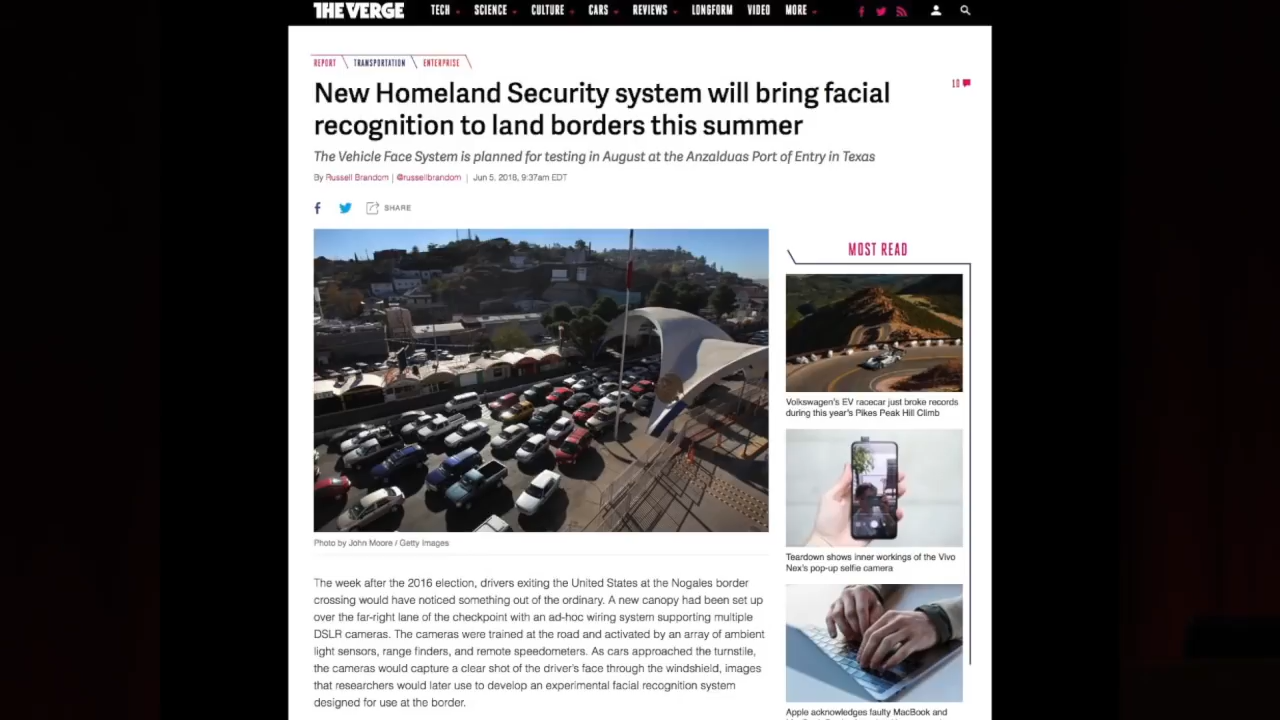 THE VERGE
TECH SCIENCE CULTURE CARS REVIEWS LONGFORM VIDEO MORE
REPORT TRANSPORTATION ENTERPRISE
New Homeland Security system will bring facial
recognition to land borders this summer
10
The Vehicle Face System is planned for testing in August at the Anzalduas Port of Entry in Texas
By Russell Brandom | @russellbrandom | Jun 5, 2018, 9:37am EDT
SHARE
Photo by John Moore / Getty Images
The week after the 2016 election, drivers exiting the United States at the Nogales border
crossing would have noticed something out of the ordinary. A new canopy had been set up
over the far-right lane of the checkpoint with an ad-hoc wiring system supporting multiple
DSLR cameras. The cameras were trained at the road and activated by an array of ambient
light sensors, range finders, and remote speedometers. As cars approached the turnstile,
the cameras would capture a clear shot of the driver's face through the windshield, images
that researchers would later use to develop an experimental facial recognition system
designed for use at the border.
MOST READ
Volkswagen's EV racecar just broke records
during this year's Pikes Peak Hill Climb
Teardown shows inner workings of the Vivo
Nex's pop-up selfie camera
Apple acknowledges faulty MacBook and